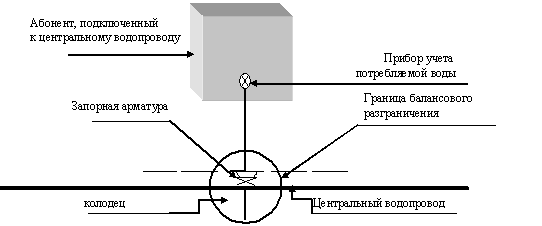 Абонент, подключенный
к центральному водопроводу
Прибор учета
потребляемой воды
Запорная арматура
Граница балансового
разграничения
колодец
Центральный водопровод